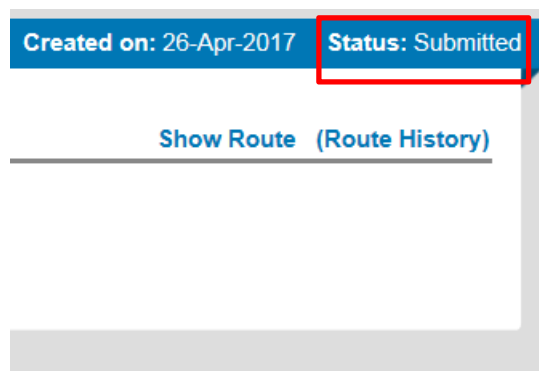 Created on: 26-Apr-2017 Status: Submitted
Show Route (Route History)